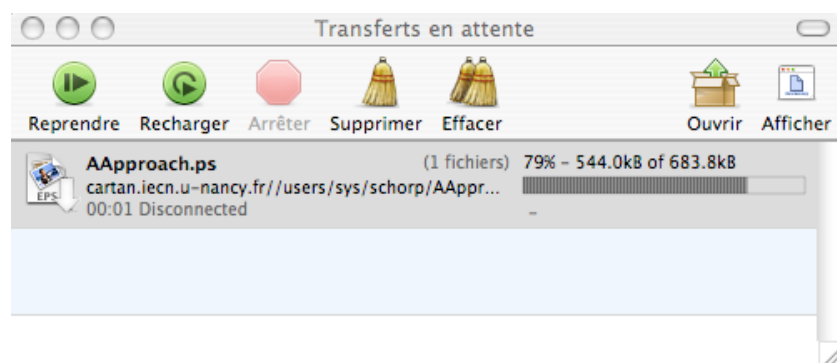 Transferts en attente
Reprendre Recharger Arrêter Supprimer Effacer Ouvrir Afficher
AApproach.ps (1 fichiers) 79% – 544.0kB of 683.8kB
cartan.iecn.u-nancy.fr//users/sys/schorp/AAppr...
EPS 00:01 Disconnected –